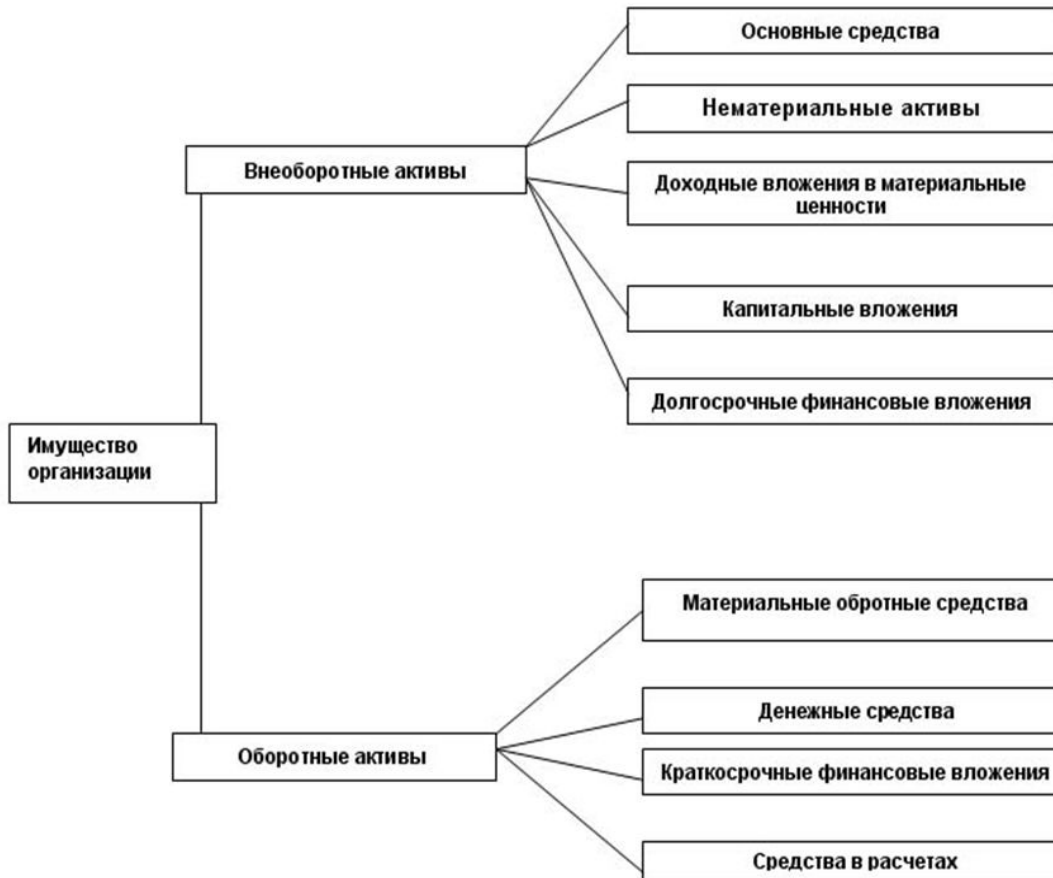 Основные средства
Нематериальные активы
Внеоборотные активы
Доходные вложения в материальные
ценности
Капитальные вложения
Долгосрочные финансовые вложения
Имущество
организации
Материальные обротные средства
Денежные средства
Оборотные активы
Краткосрочные финансовые вложения
Средства в расчетах